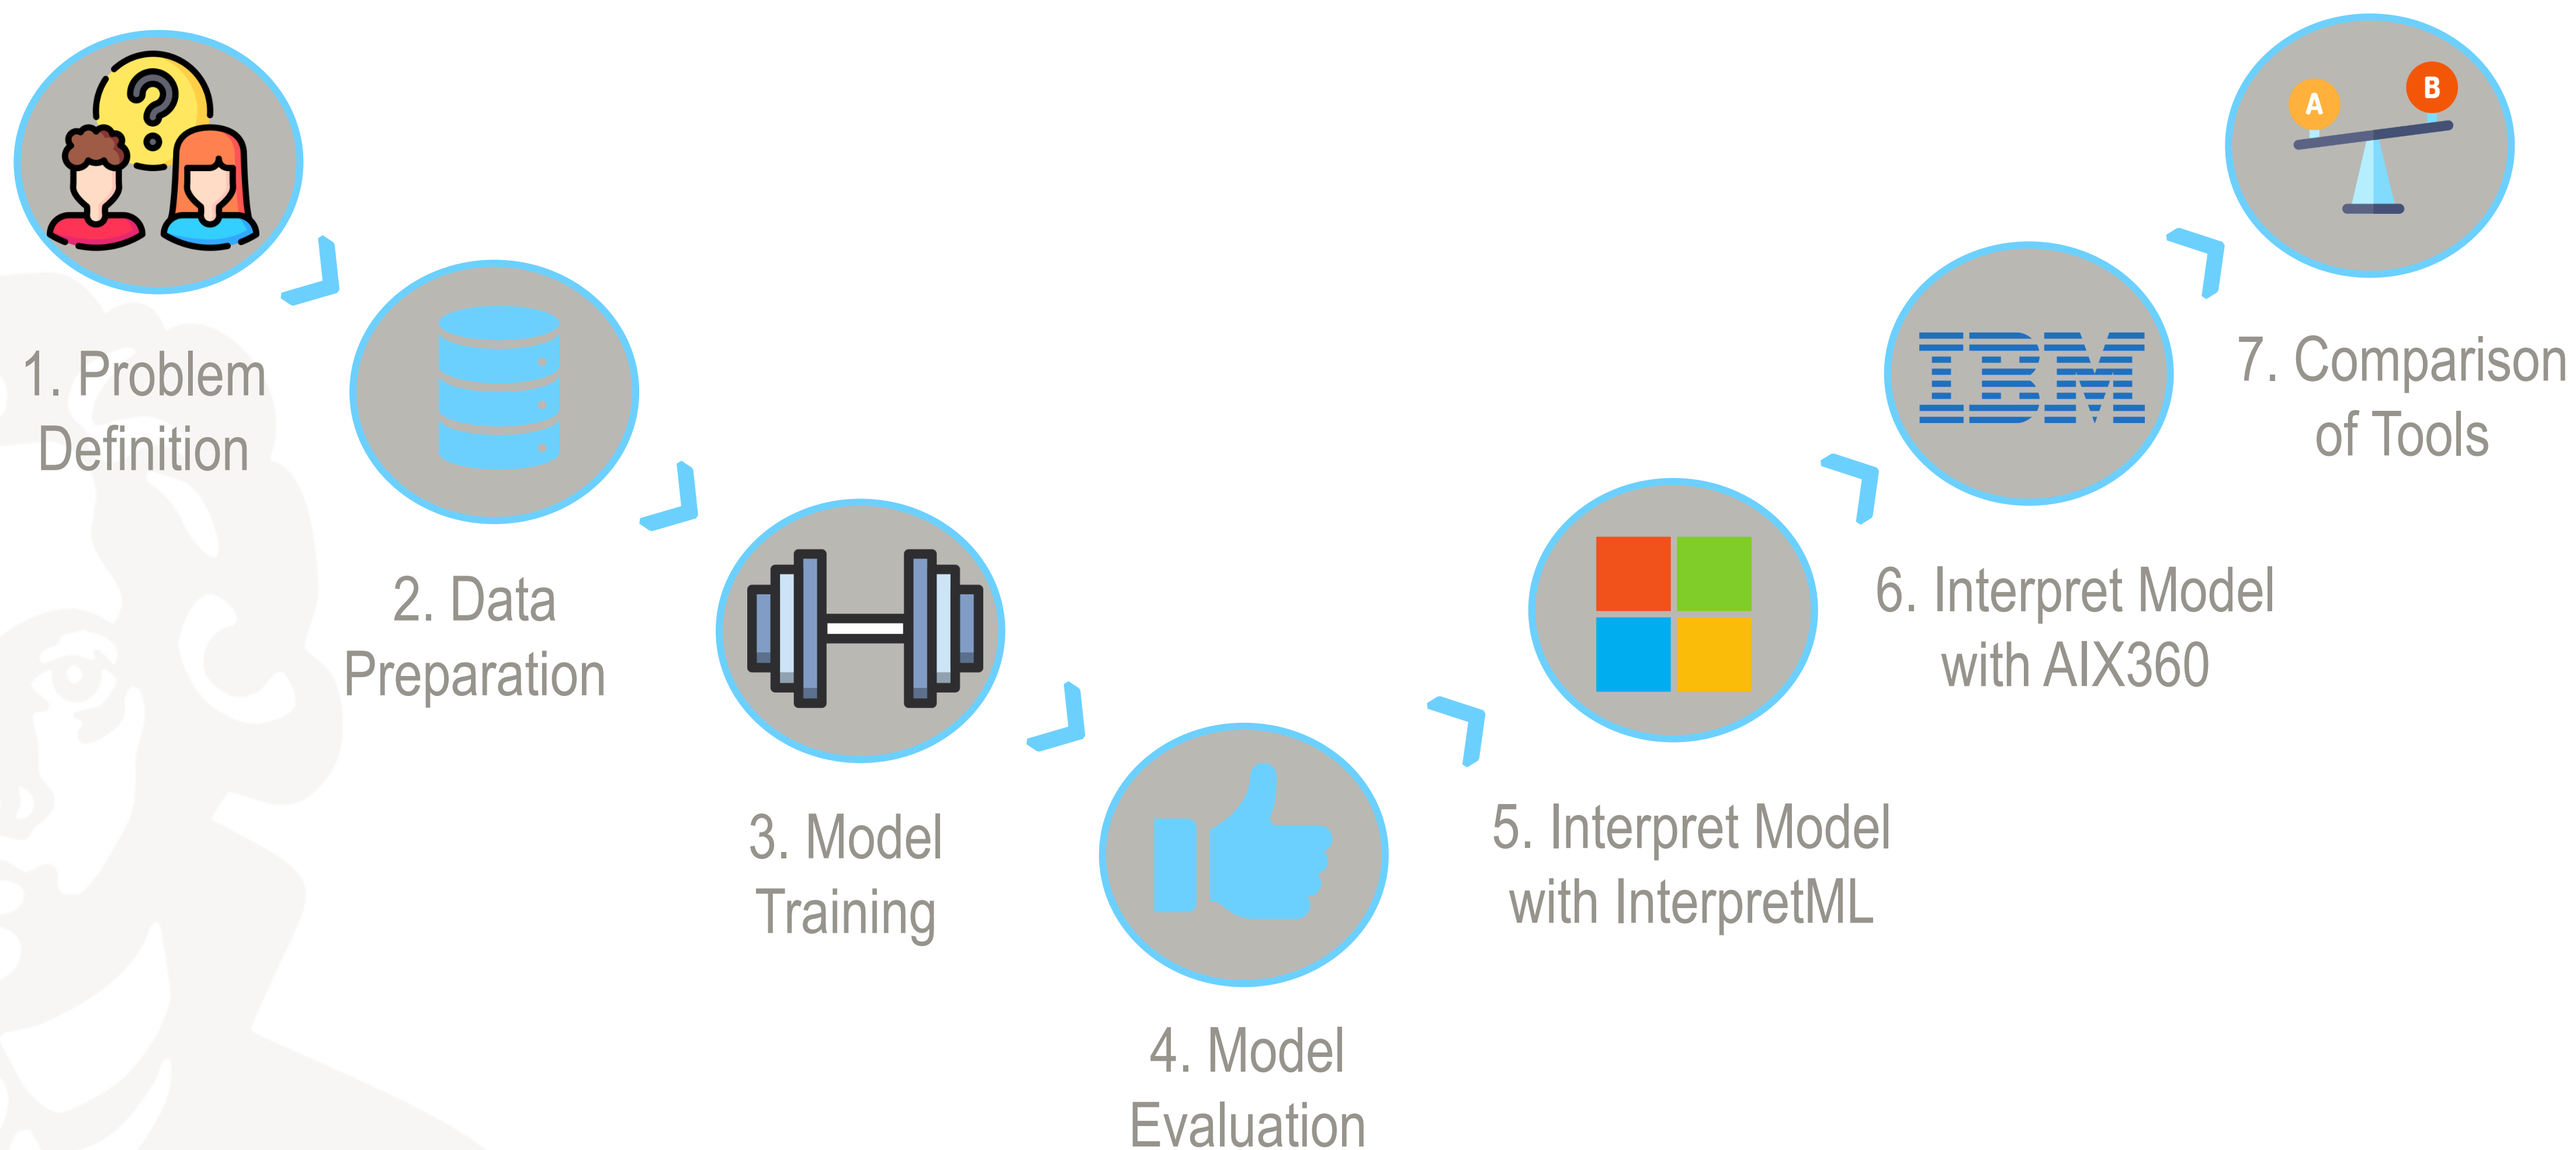 1. Problem
Definition
2. Data
Preparation
3. Model
Training
4. Model
Evaluation
5. Interpret Model
with InterpretML
IBM
6. Interpret Model
with AIX360
A
B
7. Comparison
of Tools
?